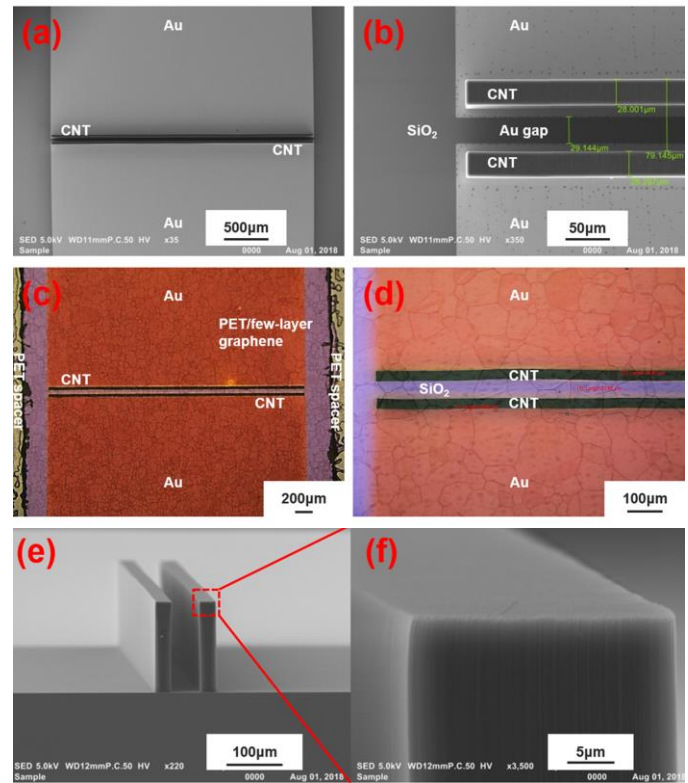 (a)
Au
CNT
CNT
Au
500µm
SED 5.0kV WD11mmP.C.50 HV x35
Sample 0000 Aug 01, 2018
(b)
Au
CNT
28.001µm
SiO2
Au gap
29.144µm
79.145µm
CNT
Au
50µm
SED 5.0kV WD11mmP.C.50 HV x350
Sample 0000 Aug 01, 2018
(c)
Au
PET/few-layer
graphene
PET spacer
CNT
CNT
PET spacer
Au
200µm
(d)
Au
CNT
SiO2
CNT
Au
100µm
(e)
100µm
SED 5.0kV WD12mmP.C.50 HV x220
Sample 0000 Aug 01, 2018
(f)
5µm
SED 5.0kV WD12mmP.C.50 HV x3,500
Sample 0000 Aug 01, 2018